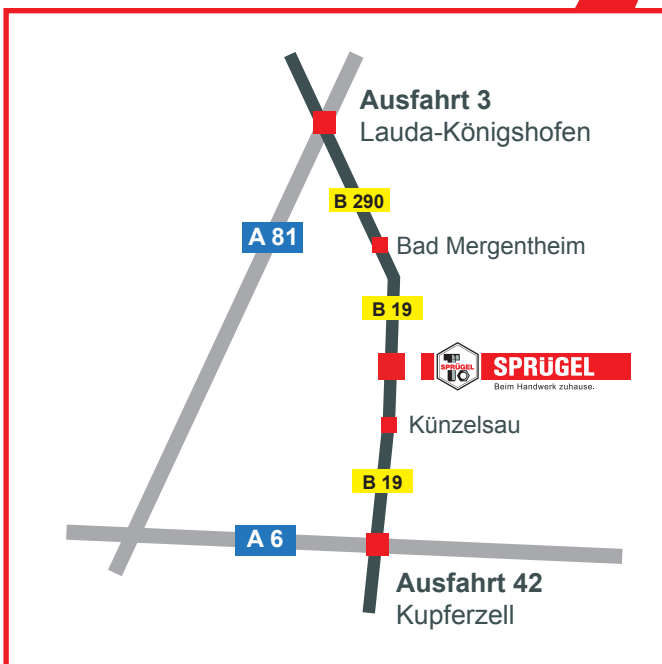 Ausfahrt 3
Lauda-Königshofen
B 290
A 81
Bad Mergentheim
B 19
SPRÜGEL
SPRÜGEL
Beim Handwerk zuhause.
Künzelsau
B 19
A 6
Ausfahrt 42
Kupferzell